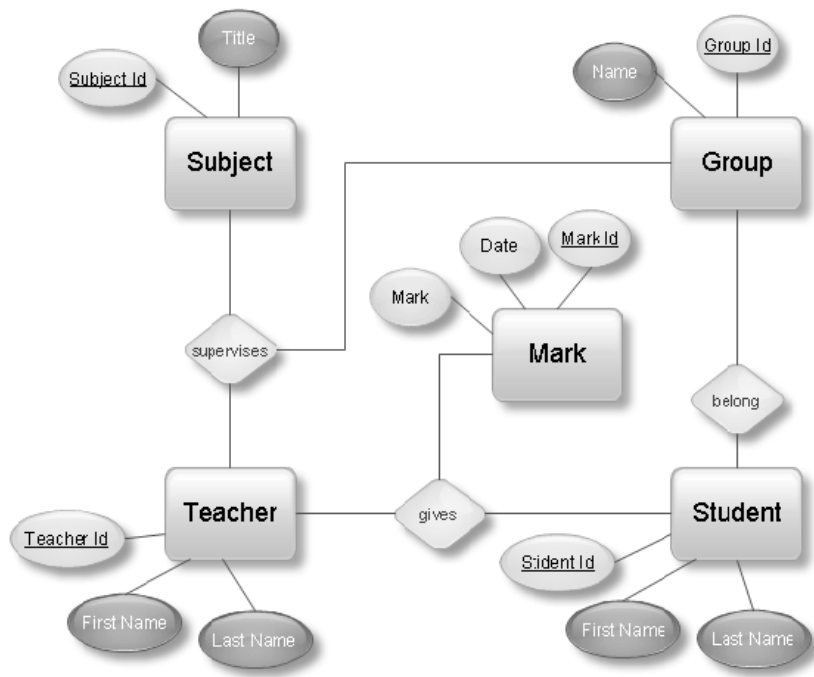 Title
Subject Id
Subject
Group Id
Name
Group
Date
Mark Id
Mark
Mark
supervises
belong
Teacher
gives
Student
Teacher Id
Stident Id
First Name
Last Name
First Name
Last Name